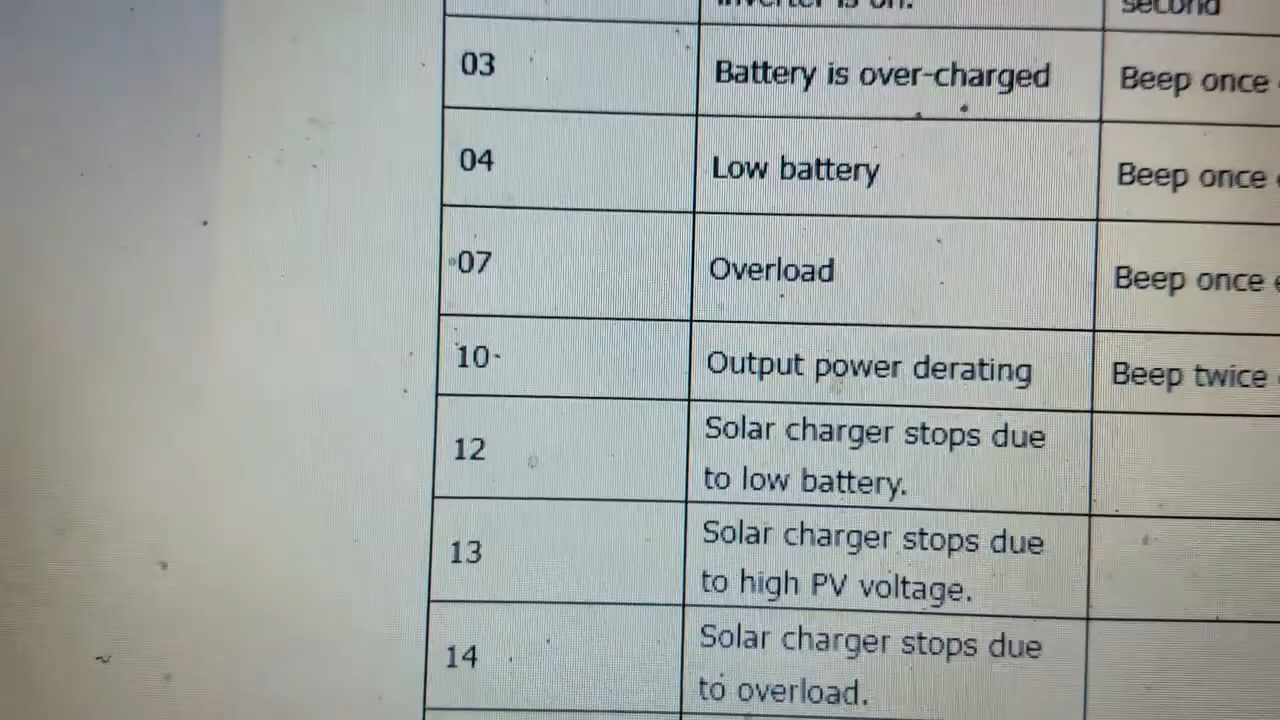 inverter is on.
second
03
Battery is over-charged
Beep once
04
Low battery
Beep once
07
Overload
Beep once
10
Output power derating
Beep twice
12
Solar charger stops due
to low battery.
13
Solar charger stops due
to high PV voltage.
14
Solar charger stops due
to overload.